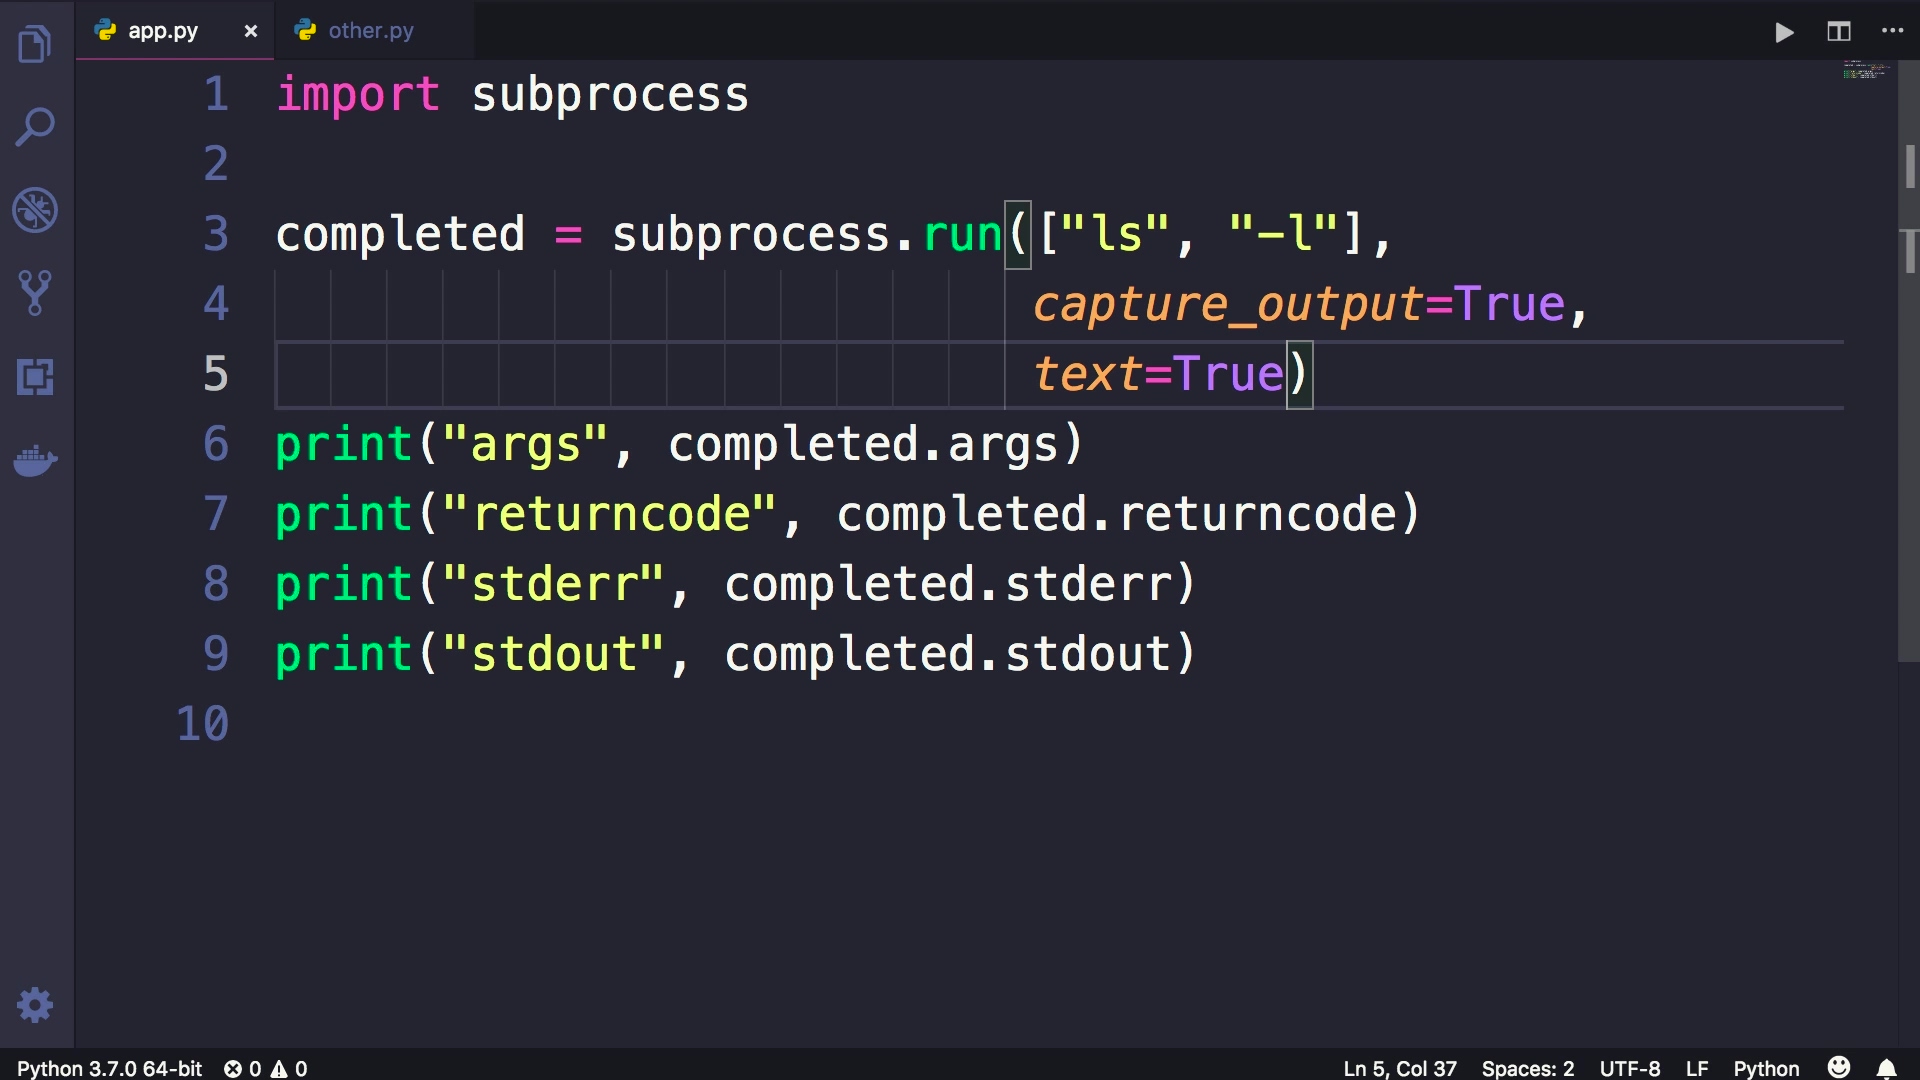 app.py × other.py
1 import subprocess
2
3 completed = subprocess.run(["ls", "-l"],
4 capture_output=True,
5 text=True)
6 print("args", completed.args)
7 print("returncode", completed.returncode)
8 print("stderr", completed.stderr)
9 print("stdout", completed.stdout)
10
Python 3.7.0 64-bit 0 0 Ln 5, Col 37 Spaces: 2 UTF-8 LF Python